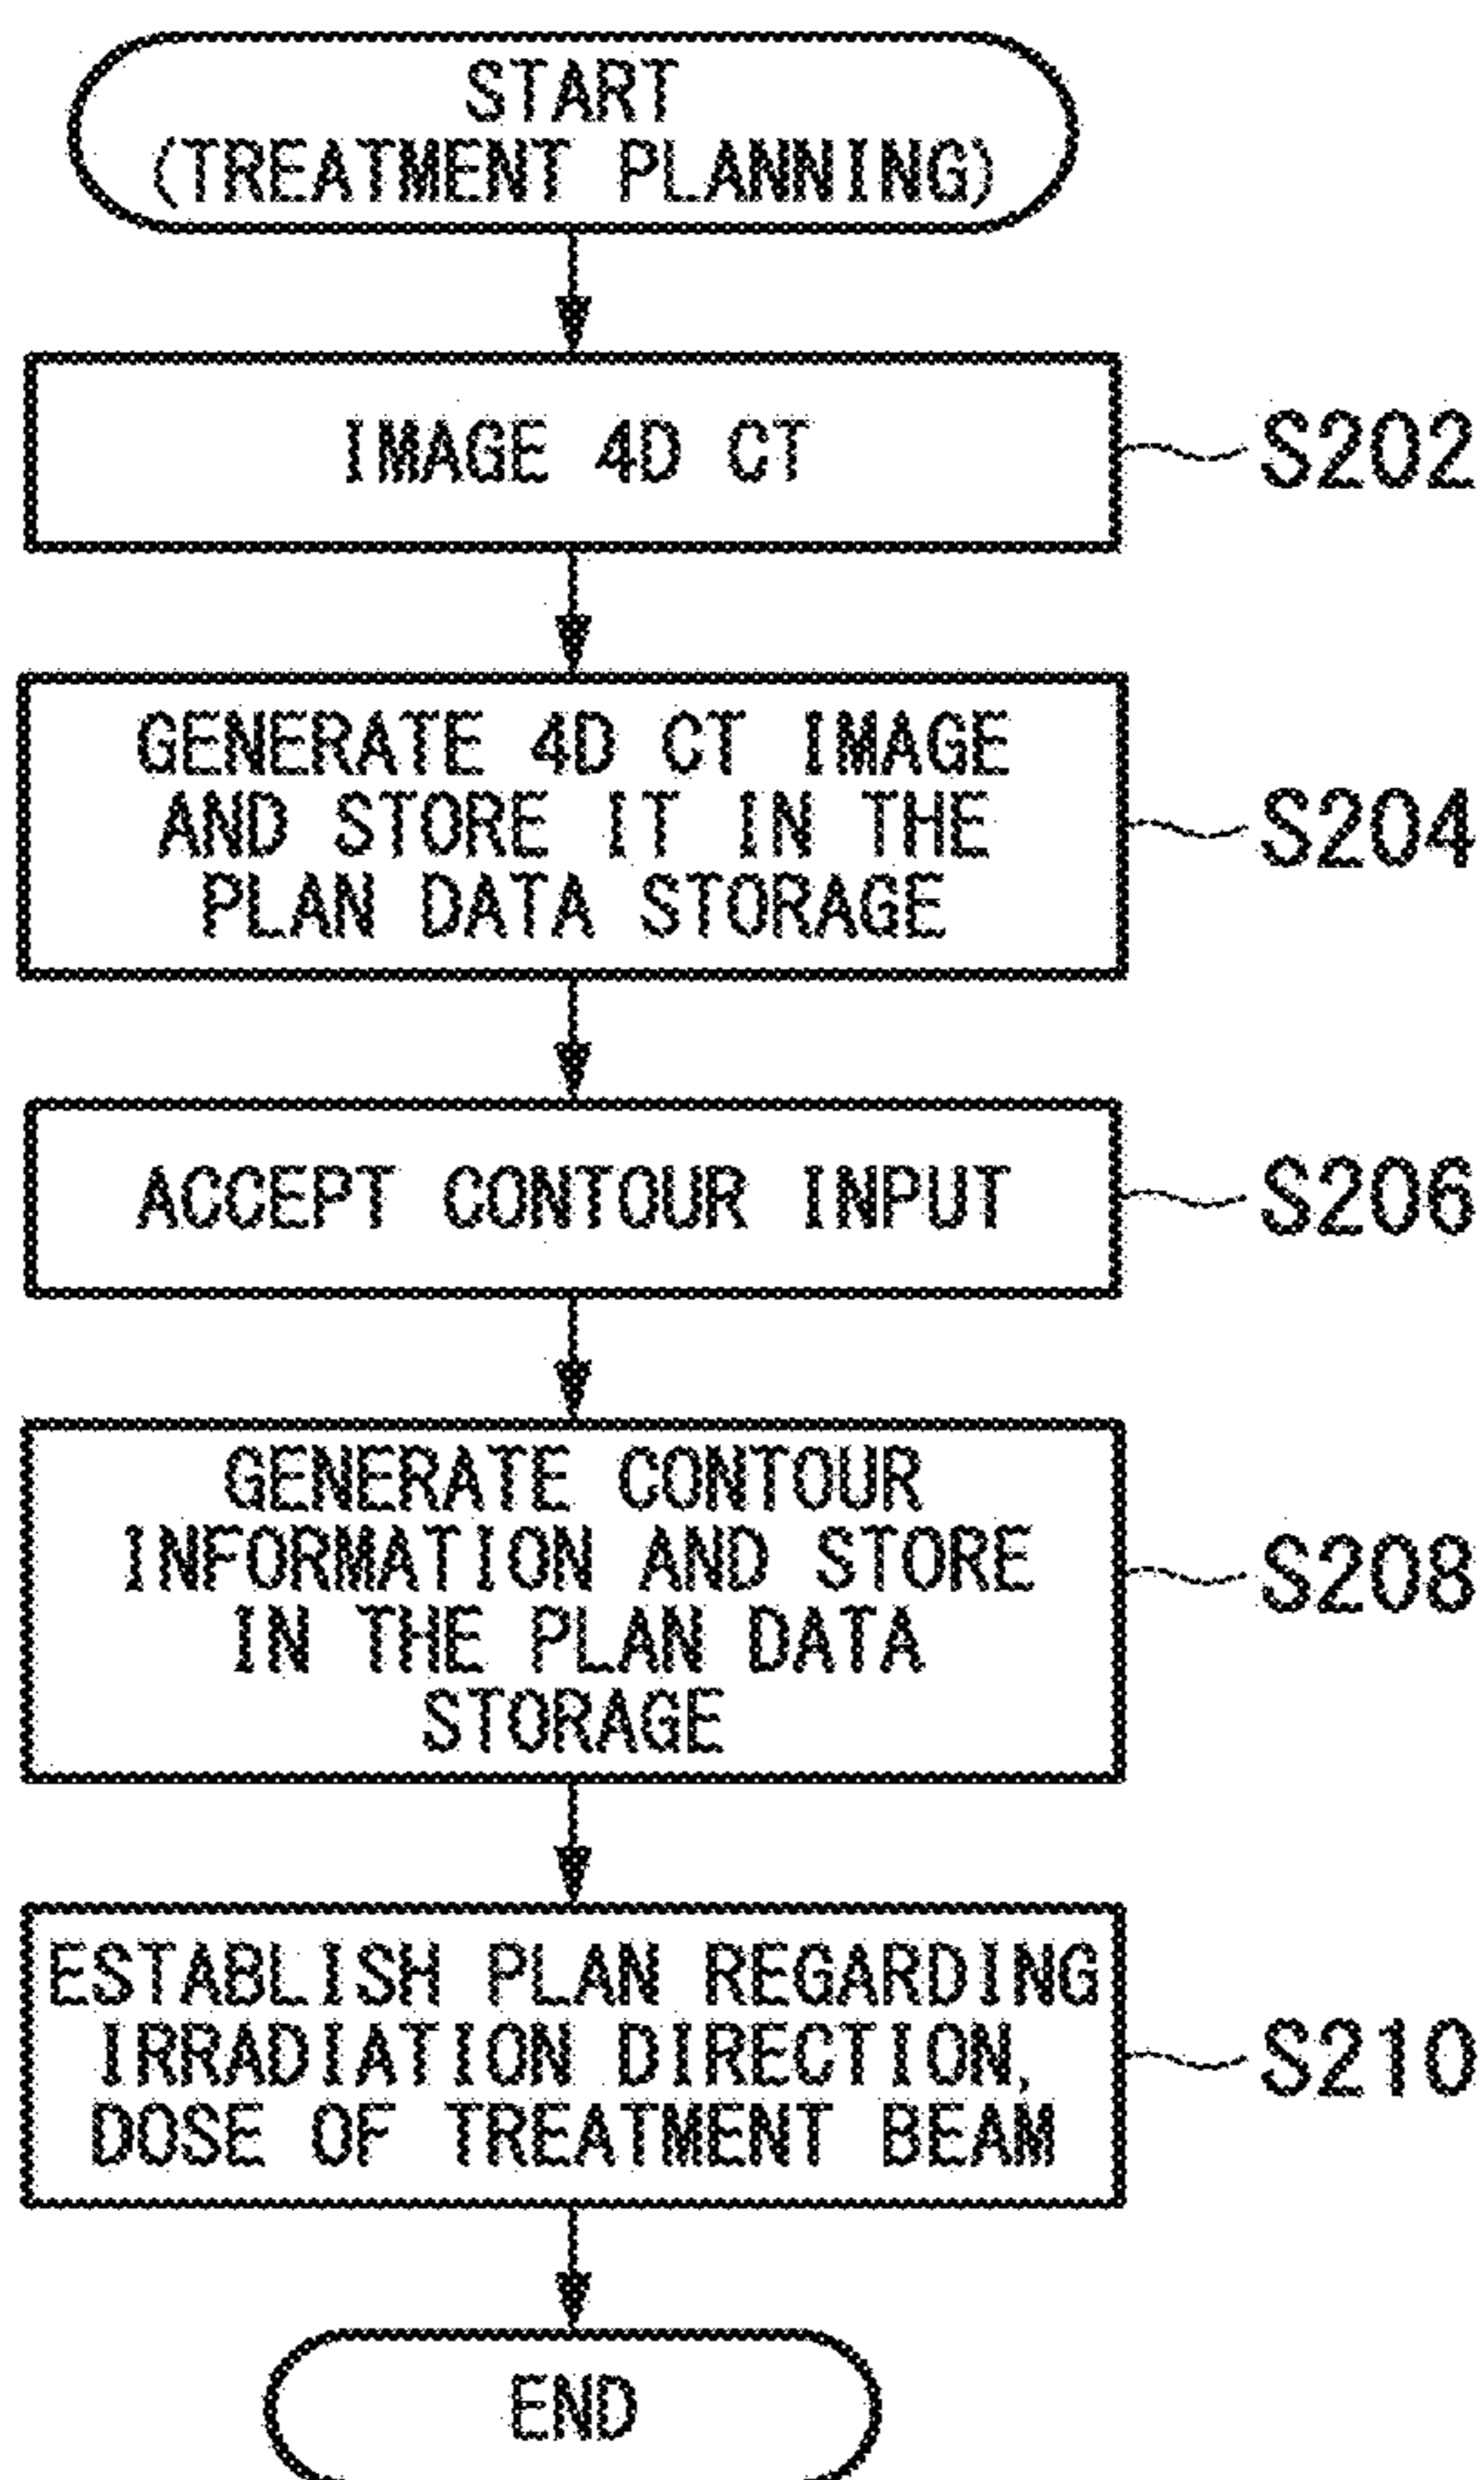 START
(TREATMENT PLANNING)
IMAGE 4D CT
S202
GENERATE 4D CT IMAGE
AND STORE IT IN THE
PLAN DATA STORAGE
S204
ACCEPT CONTOUR INPUT
S206
GENERATE CONTOUR
INFORMATION AND STORE
IN THE PLAN DATA
STORAGE
S208
ESTABLISH PLAN REGARDING
IRRADIATION DIRECTION,
DOSE OF TREATMENT BEAM
S210
END